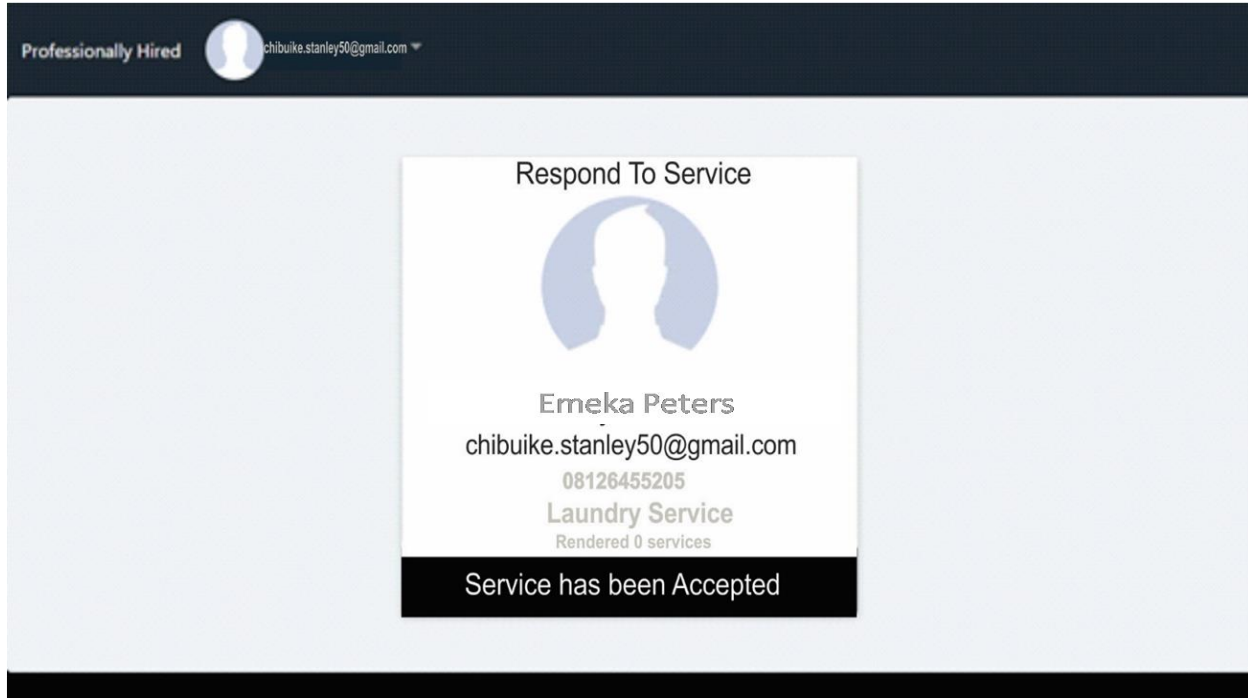 Professionally Hired chibuike.stanley50@gmail.com
Respond To Service
Emeka Peters
chibuike.stanley50@gmail.com
08126455205
Laundry Service
Rendered 0 services
Service has been Accepted